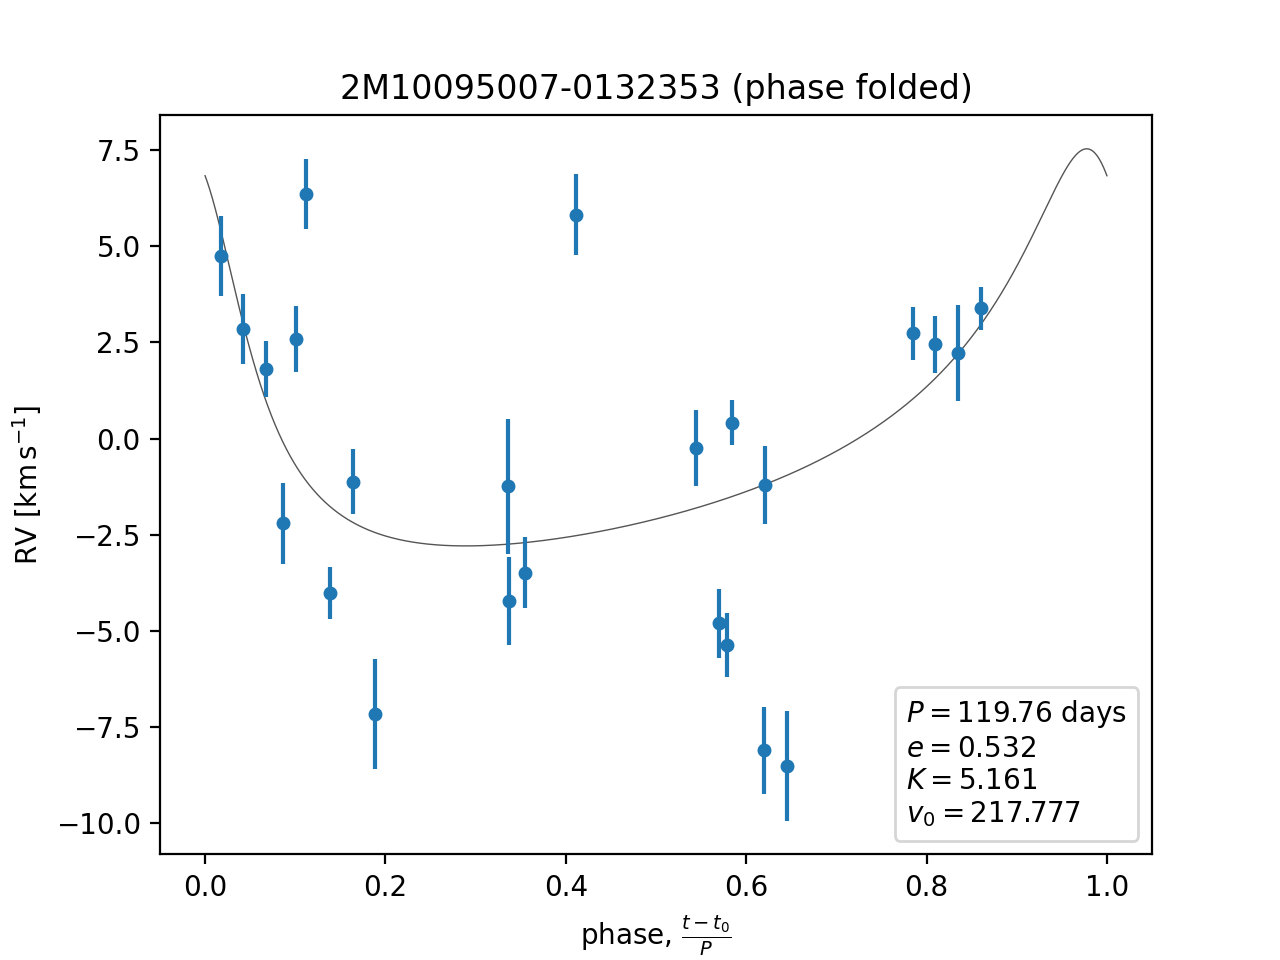 2M10095007-0132353 (phase folded)
RV [km s⁻¹]
7.5
5.0
2.5
0.0
−2.5
−5.0
−7.5
−10.0
P = 119.76 days
e = 0.532
K = 5.161
v₀ = 217.777
0.0 0.2 0.4 0.6 0.8 1.0
phase, (t − t₀)/P